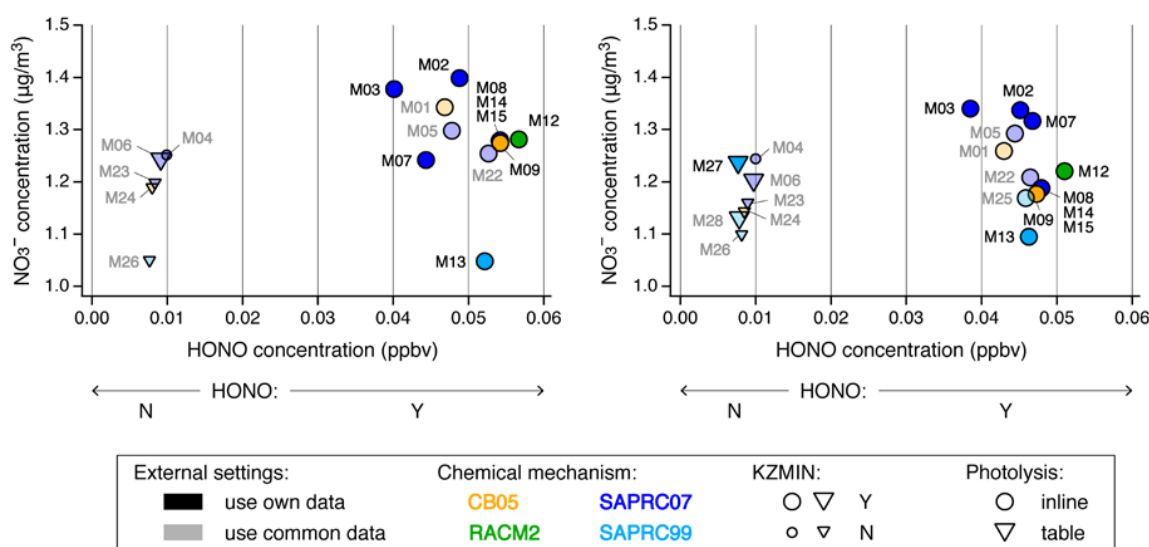 1.5
1.4
1.3
1.2
1.1
1.0
NO₃⁻ concentration (μg/m³)
M02
M03
M08
M14
M15
M01
M05
M12
M07
M09
M22
M06
M04
M23
M24
M26
M13
0.00 0.01 0.02 0.03 0.04 0.05 0.06
HONO concentration (ppbv)
HONO:
N Y
1.5
1.4
1.3
1.2
1.1
1.0
NO₃⁻ concentration (μg/m³)
M03
M02
M07
M05
M01
M04
M27
M06
M22
M12
M23
M25
M08
M24
M28
M09
M14
M15
M26
M13
0.00 0.01 0.02 0.03 0.04 0.05 0.06
HONO concentration (ppbv)
HONO:
N Y
External settings: Chemical mechanism: KZMIN: Photolysis:
use own data CB05 SAPRC07 Y inline
use common data RACM2 SAPRC99 N table